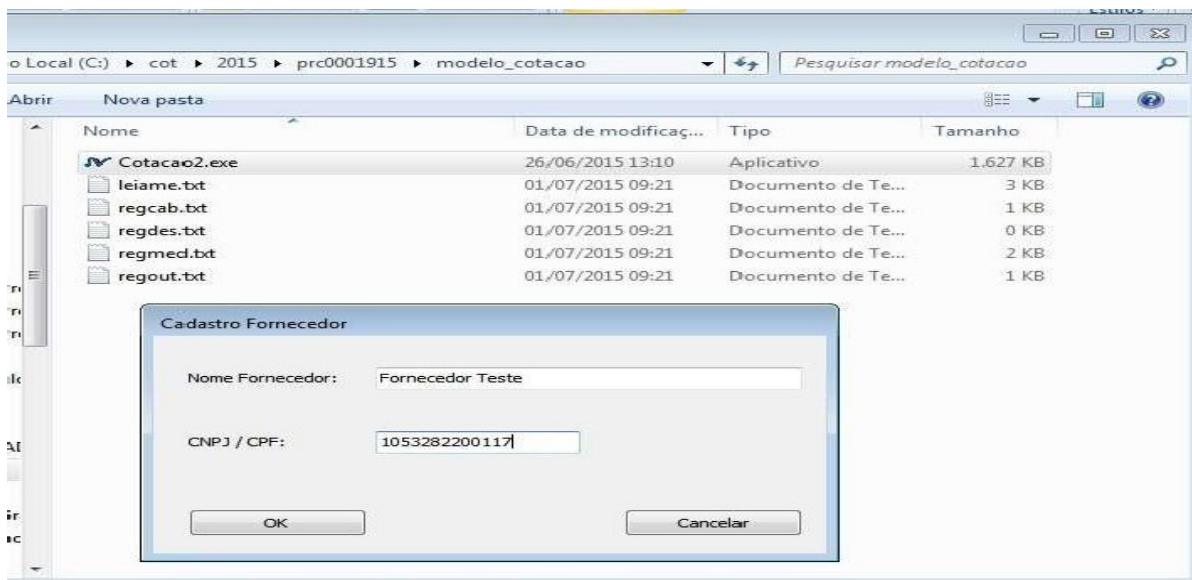 Estilos
o Local (C:) ▸ cot ▸ 2015 ▸ prc0001915 ▸ modelo_cotacao
Pesquisar modelo_cotacao
Abrir Nova pasta
Nome Data de modificaç... Tipo Tamanho
Cotacao2.exe 26/06/2015 13:10 Aplicativo 1.627 KB
leiame.txt 01/07/2015 09:21 Documento de Te... 3 KB
regcab.txt 01/07/2015 09:21 Documento de Te... 1 KB
regdes.txt 01/07/2015 09:21 Documento de Te... 0 KB
regmed.txt 01/07/2015 09:21 Documento de Te... 2 KB
regout.txt 01/07/2015 09:21 Documento de Te... 1 KB
Cadastro Fornecedor
Nome Fornecedor: Fornecedor Teste
CNPJ / CPF: 1053282200117
OK Cancelar